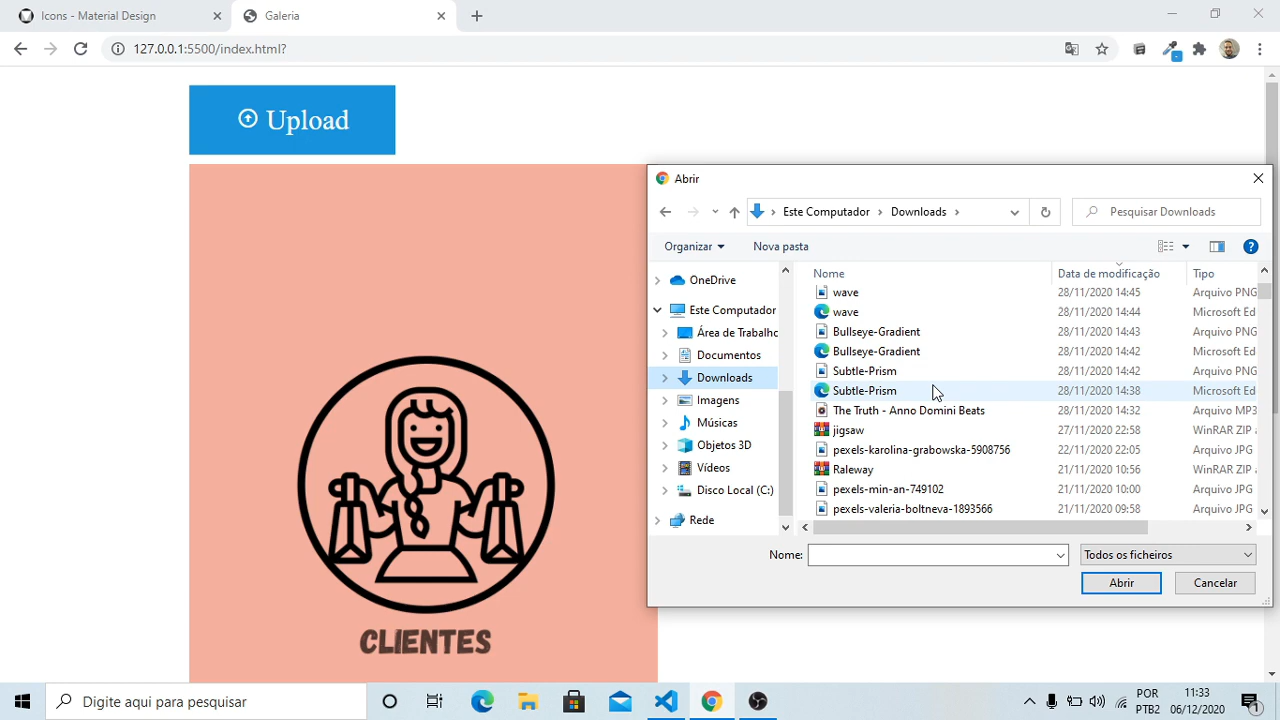 Icons - Material Design
Galeria
127.0.0.1:5500/index.html?
Upload
CLIENTES
Abrir
Este Computador
Downloads
Pesquisar Downloads
Organizar
Nova pasta
Nome
Data de modificação
Tipo
OneDrive
Este Computador
Área de Trabalho
Documentos
Downloads
Imagens
Músicas
Objetos 3D
Vídeos
Disco Local (C:)
Rede
wave 28/11/2020 14:45 Arquivo PNG
wave 28/11/2020 14:44 Microsoft Ed
Bullseye-Gradient 28/11/2020 14:43 Arquivo PNG
Bullseye-Gradient 28/11/2020 14:42 Microsoft Ed
Subtle-Prism 28/11/2020 14:42 Arquivo PNG
Subtle-Prism 28/11/2020 14:38 Microsoft Ed
The Truth - Anno Domini Beats 28/11/2020 14:32 Arquivo MP3
jigsaw 27/11/2020 22:58 WinRAR ZIP a
pexels-karolina-grabowska-5908756 22/11/2020 22:05 Arquivo JPG
Raleway 21/11/2020 10:56 WinRAR ZIP a
pexels-min-an-749102 21/11/2020 10:00 Arquivo JPG
pexels-valeria-boltneva-1893566 21/11/2020 09:58 Arquivo JPG
Nome:
Todos os ficheiros
Abrir
Cancelar
Digite aqui para pesquisar
POR
PTB2
11:33
06/12/2020
1